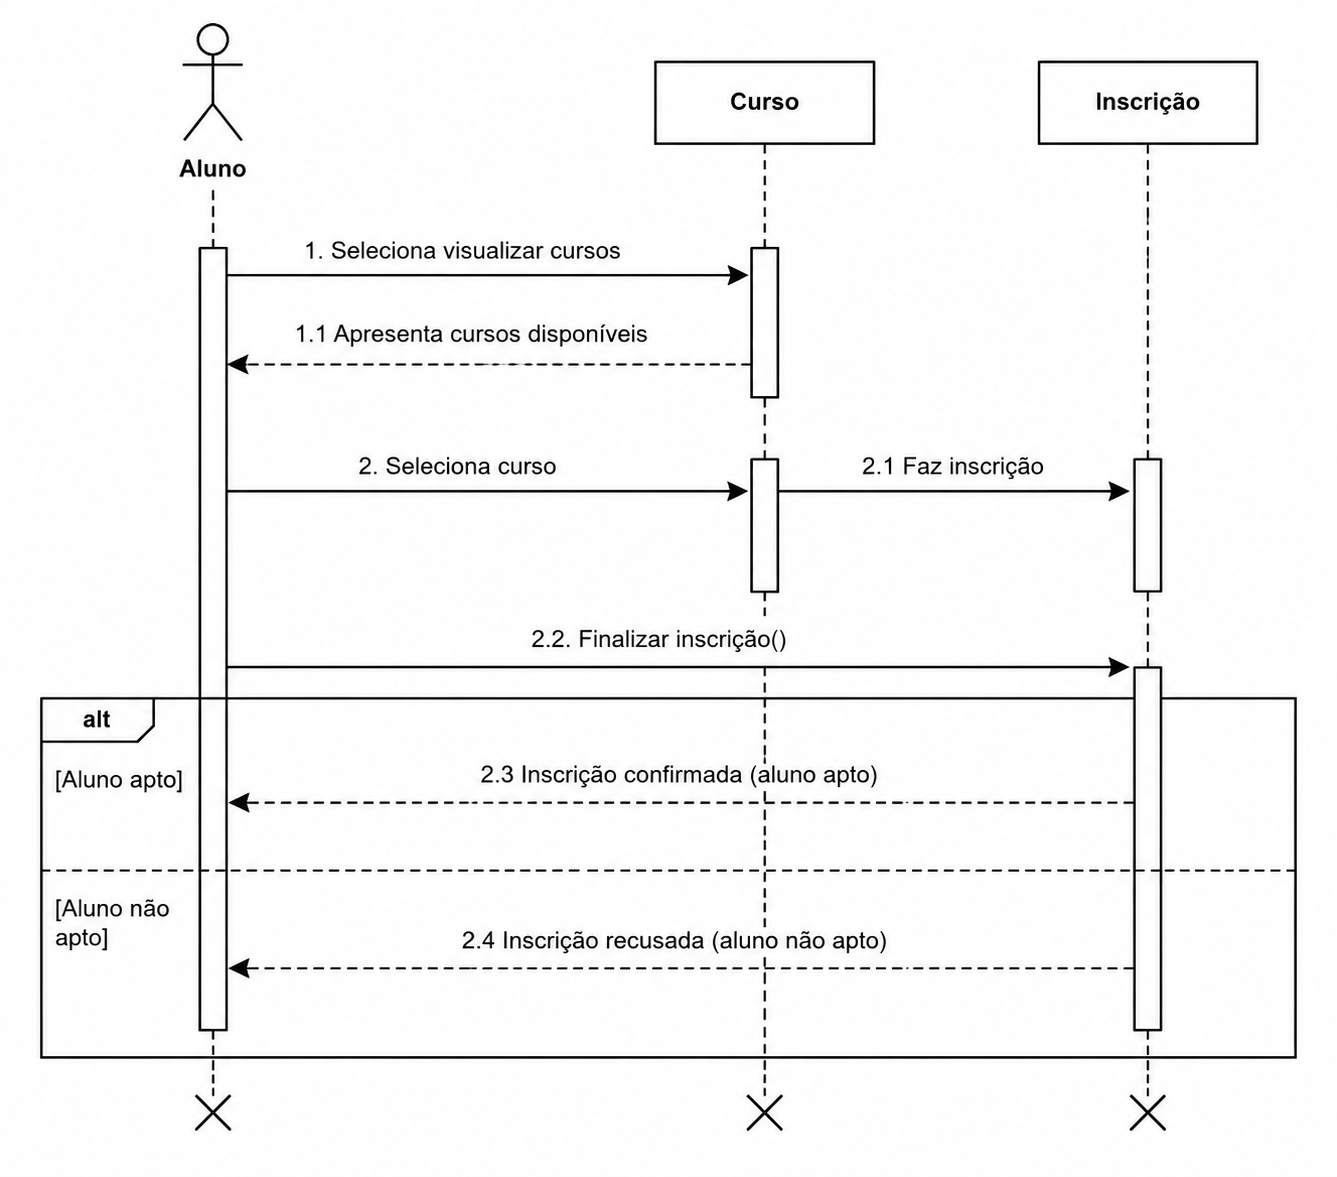 Aluno
Curso
Inscrição
1. Seleciona visualizar cursos
1.1 Apresenta cursos disponíveis
2. Seleciona curso
2.1 Faz inscrição
2.2. Finalizar inscrição()
alt
[Aluno apto]
2.3 Inscrição confirmada (aluno apto)
[Aluno não
apto]
2.4 Inscrição recusada (aluno não apto)